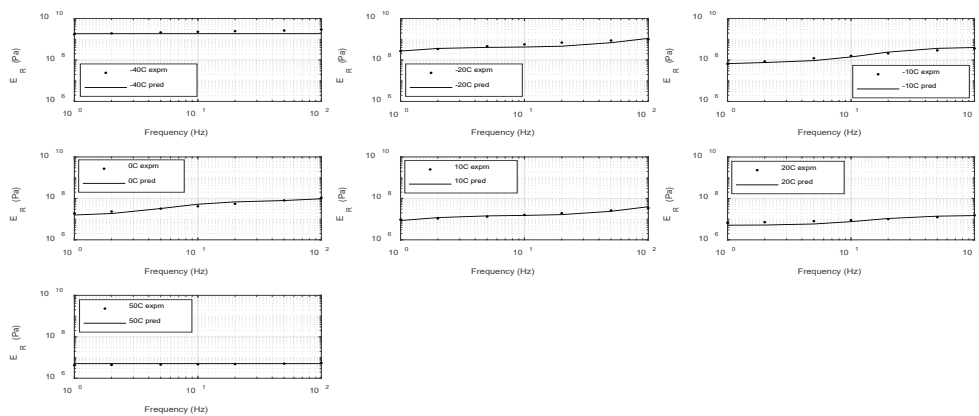 10 10
10 8
10 6
E R (Pa)
-40C expm
-40C pred
10 0
10 1
10 2
Frequency (Hz)
10 10
10 8
10 6
E R (Pa)
-20C expm
-20C pred
10 0
10 1
10 2
Frequency (Hz)
10 10
10 8
10 6
E R (Pa)
-10C expm
-10C pred
10 0
10 1
10 2
Frequency (Hz)
10 10
10 8
10 6
E R (Pa)
0C expm
0C pred
10 0
10 1
10 2
Frequency (Hz)
10 10
10 8
10 6
E R (Pa)
10C expm
10C pred
10 0
10 1
10 2
Frequency (Hz)
10 10
10 8
10 6
E R (Pa)
20C expm
20C pred
10 0
10 1
10 2
Frequency (Hz)
10 10
10 8
10 6
E R (Pa)
50C expm
50C pred
10 0
10 1
10 2
Frequency (Hz)